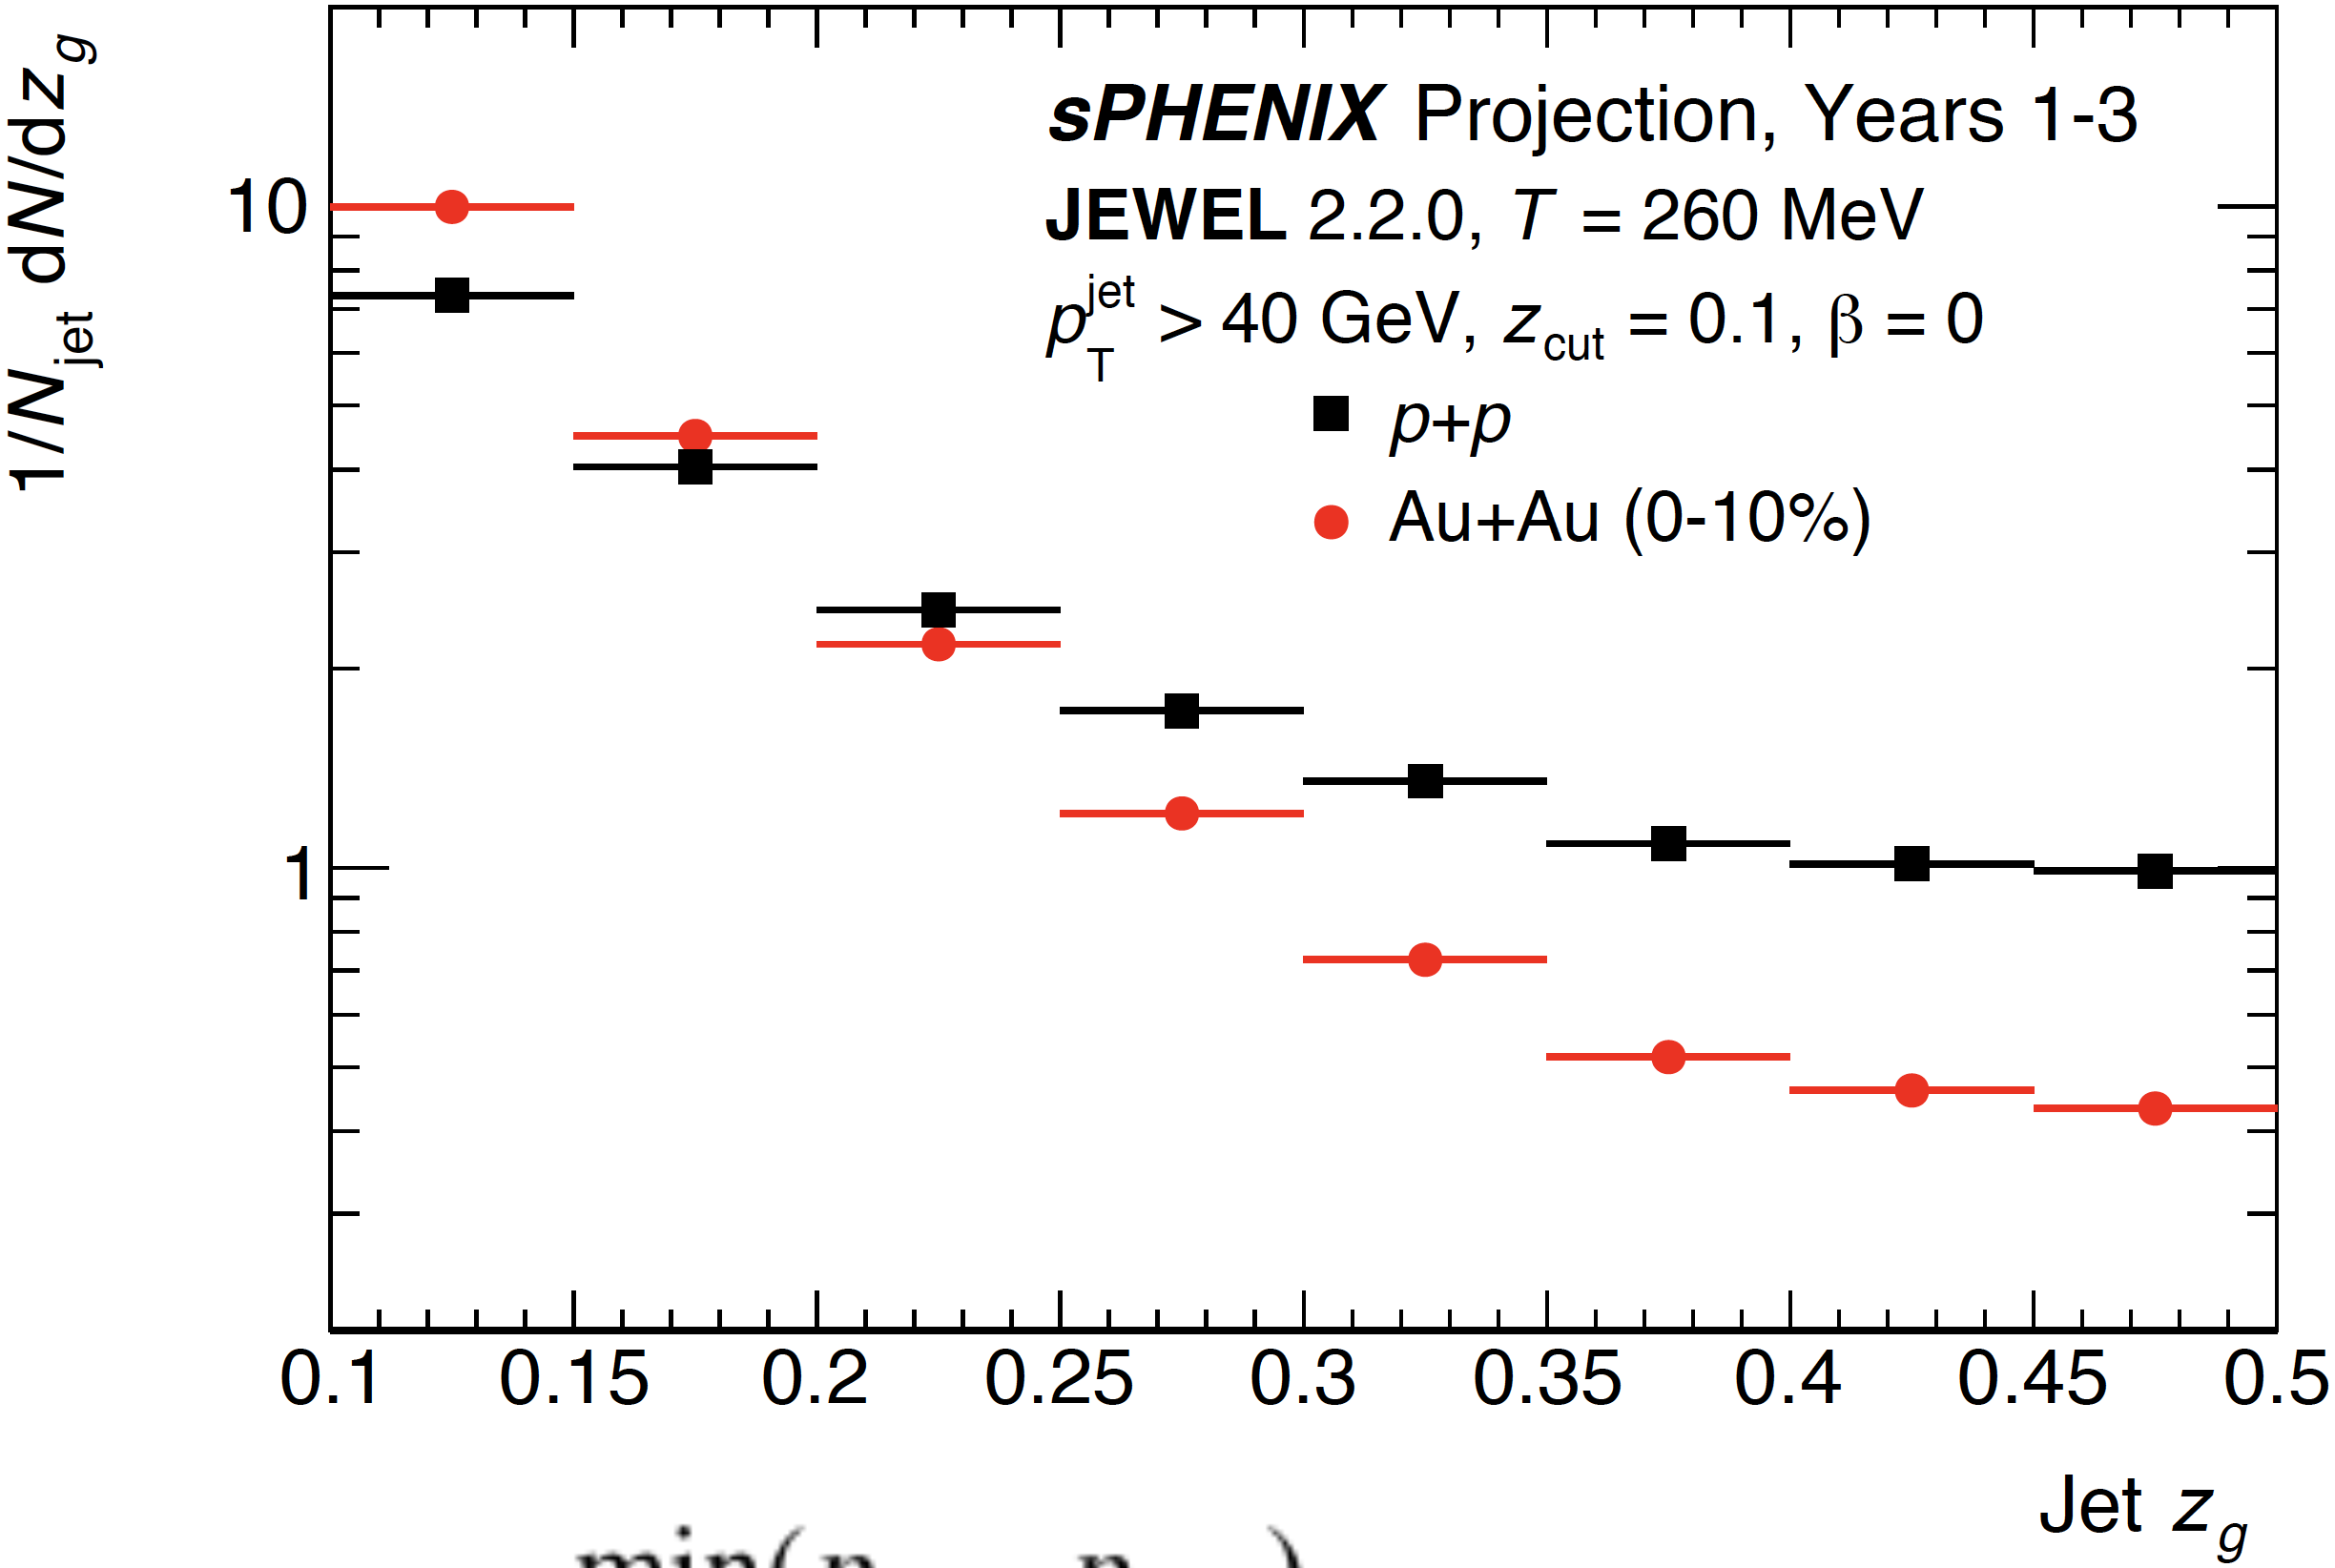 1/N_jet dN/dz_g
sPHENIX Projection, Years 1-3
JEWEL 2.2.0, T = 260 MeV
p_T^jet > 40 GeV, z_cut = 0.1, β = 0
p+p
Au+Au (0-10%)
10
1
0.1 0.15 0.2 0.25 0.3 0.35 0.4 0.45 0.5
Jet z_g